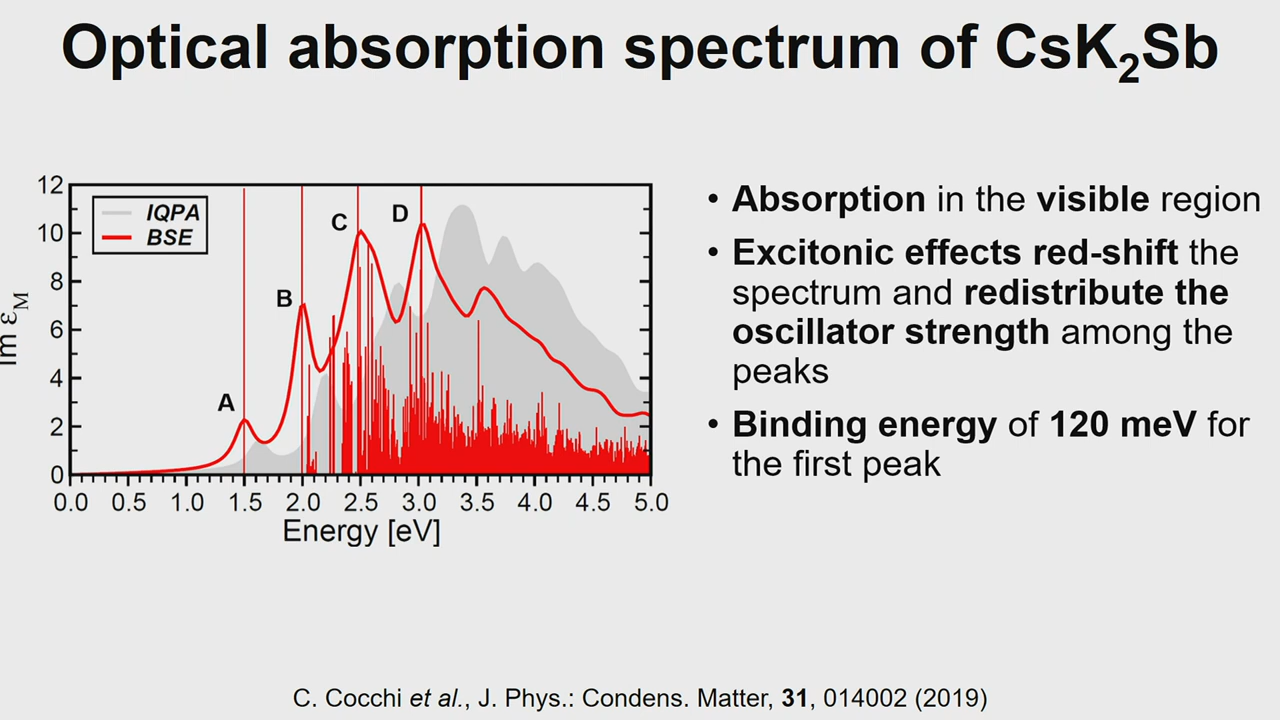 Optical absorption spectrum of CsK₂Sb
12
10
8
6
4
2
0
Im εM
IQPA
BSE
A
B
C
D
0.0 0.5 1.0 1.5 2.0 2.5 3.0 3.5 4.0 4.5 5.0
Energy [eV]
• Absorption in the visible region
• Excitonic effects red-shift the
spectrum and redistribute the
oscillator strength among the
peaks
• Binding energy of 120 meV for
the first peak
C. Cocchi et al., J. Phys.: Condens. Matter, 31, 014002 (2019)